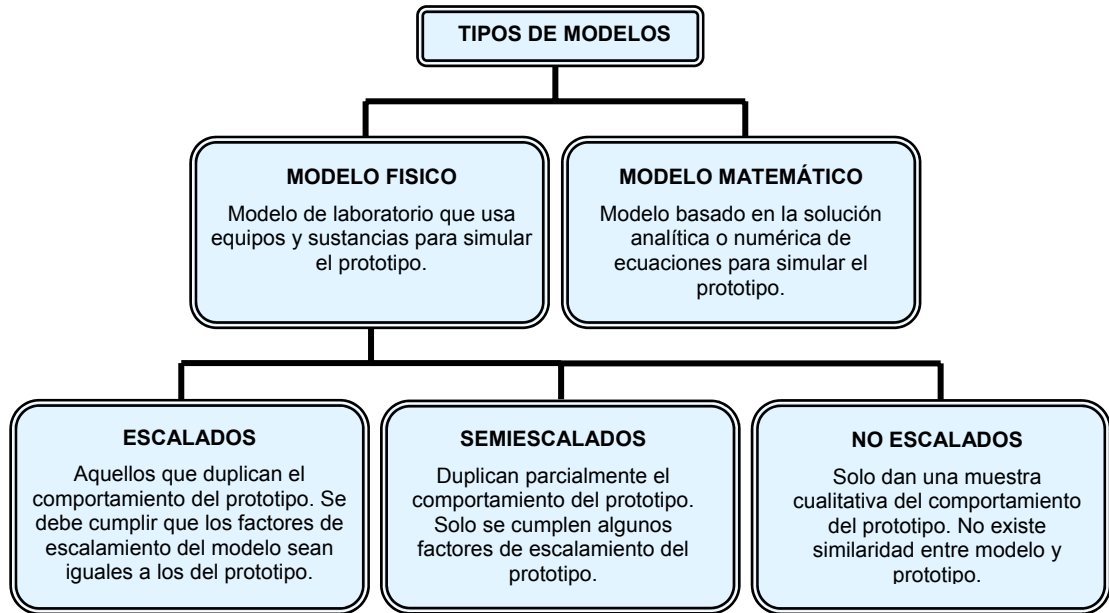 TIPOS DE MODELOS
MODELO FISICO
Modelo de laboratorio que usa
equipos y sustancias para simular
el prototipo.
MODELO MATEMÁTICO
Modelo basado en la solución
analítica o numérica de
ecuaciones para simular el
prototipo.
ESCALADOS
Aquellos que duplican el
comportamiento del prototipo. Se
debe cumplir que los factores de
escalamiento del modelo sean
iguales a los del prototipo.
SEMIESCALADOS
Duplican parcialmente el
comportamiento del prototipo.
Solo se cumplen algunos
factores de escalamiento del
prototipo.
NO ESCALADOS
Solo dan una muestra
cualitativa del comportamiento
del prototipo. No existe
similaridad entre modelo y
prototipo.